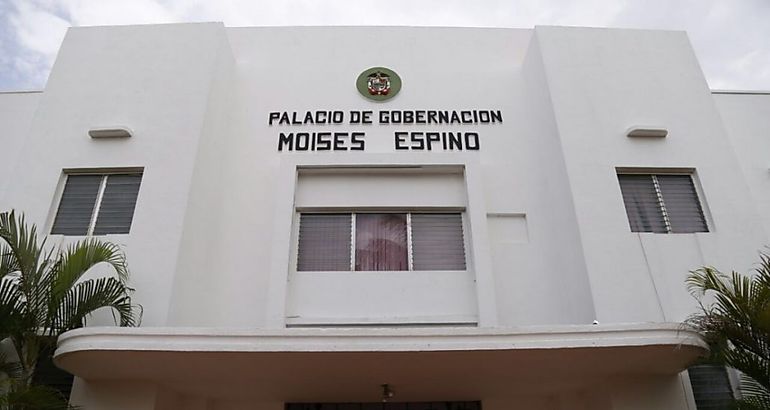 PALACIO DE GOBERNACION
MOISES ESPINO